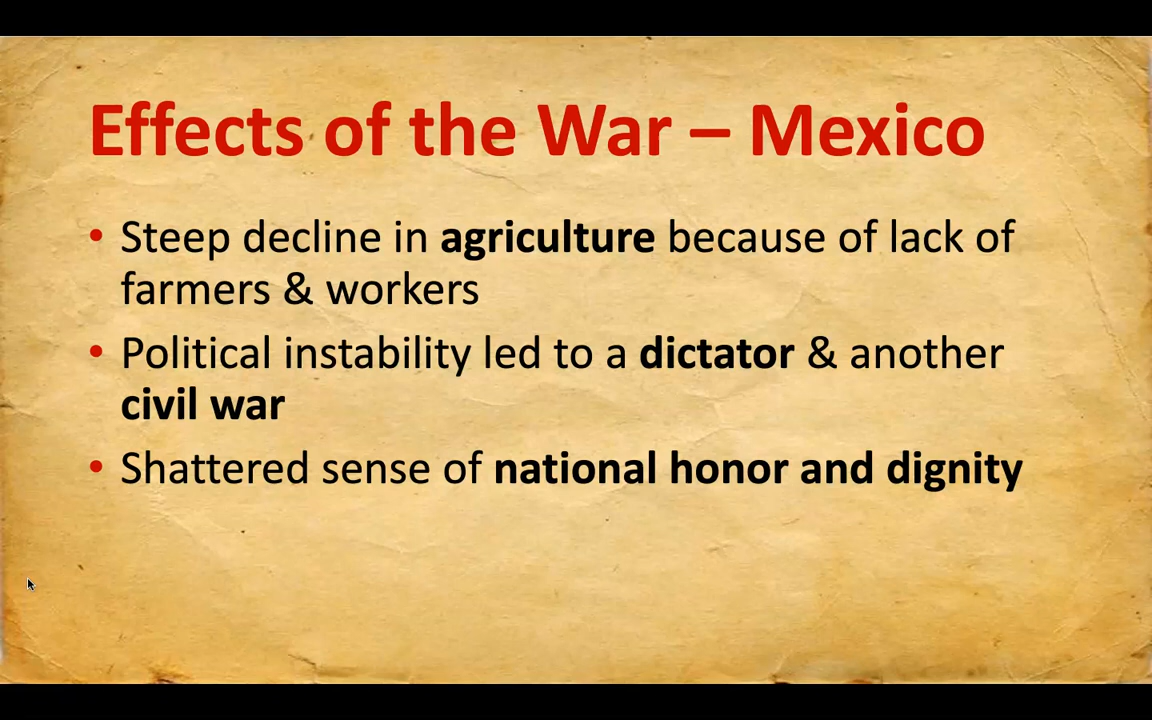 Effects of the War – Mexico
• Steep decline in agriculture because of lack of
farmers & workers
• Political instability led to a dictator & another
civil war
• Shattered sense of national honor and dignity